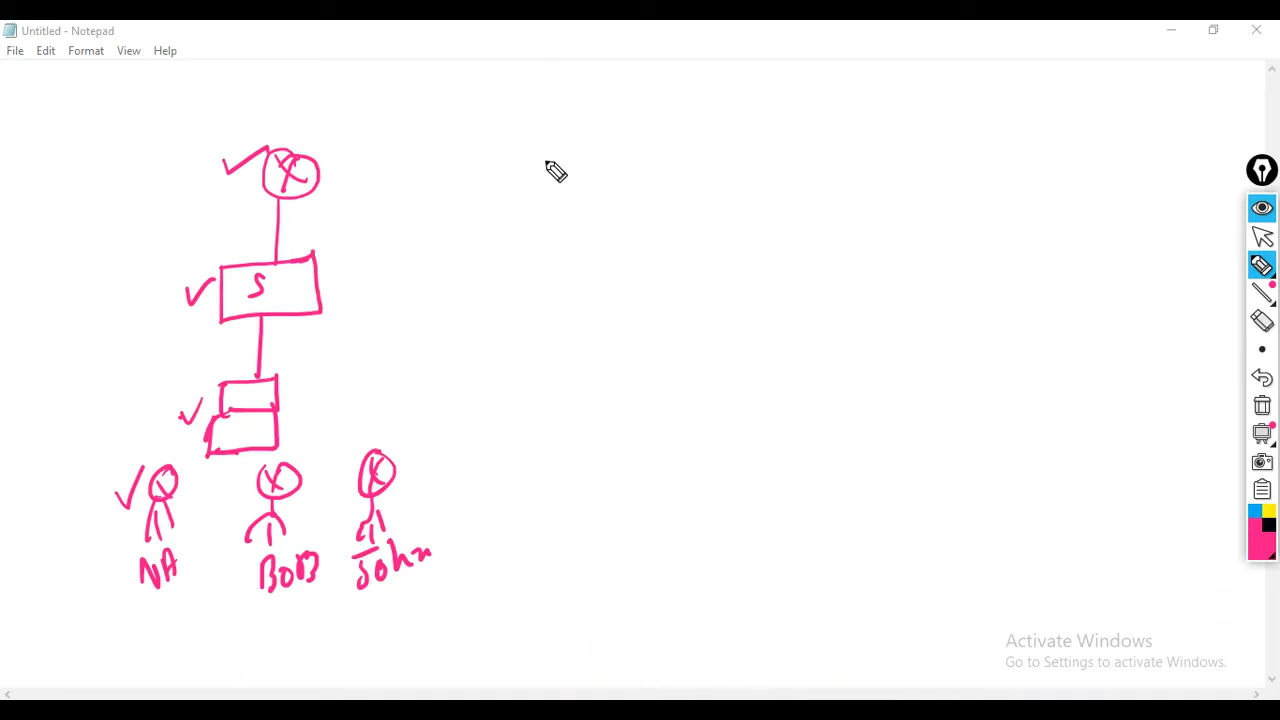 Untitled - Notepad
File Edit Format View Help
X
S
X X X
NA BOB John
Activate Windows
Go to Settings to activate Windows.